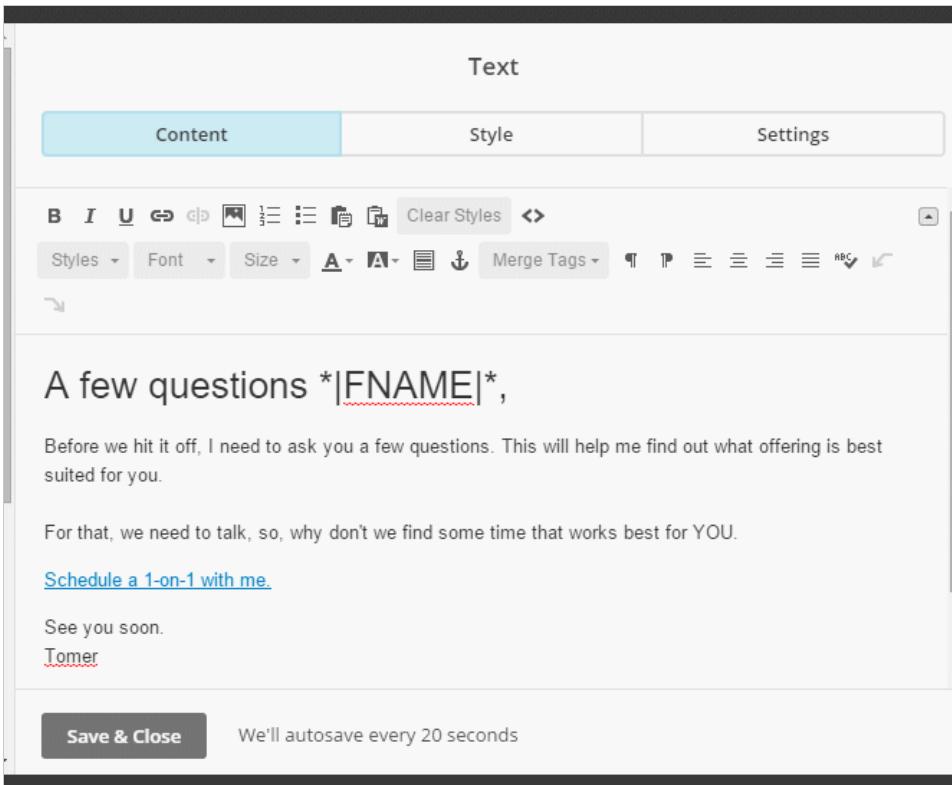 Text
Content Style Settings
B I U Clear Styles <>
Styles Font Size A A Merge Tags ¶ ABC
A few questions *|FNAME|*,
Before we hit it off, I need to ask you a few questions. This will help me find out what offering is best
suited for you.
For that, we need to talk, so, why don't we find some time that works best for YOU.
Schedule a 1-on-1 with me.
See you soon.
Tomer
Save & Close We'll autosave every 20 seconds